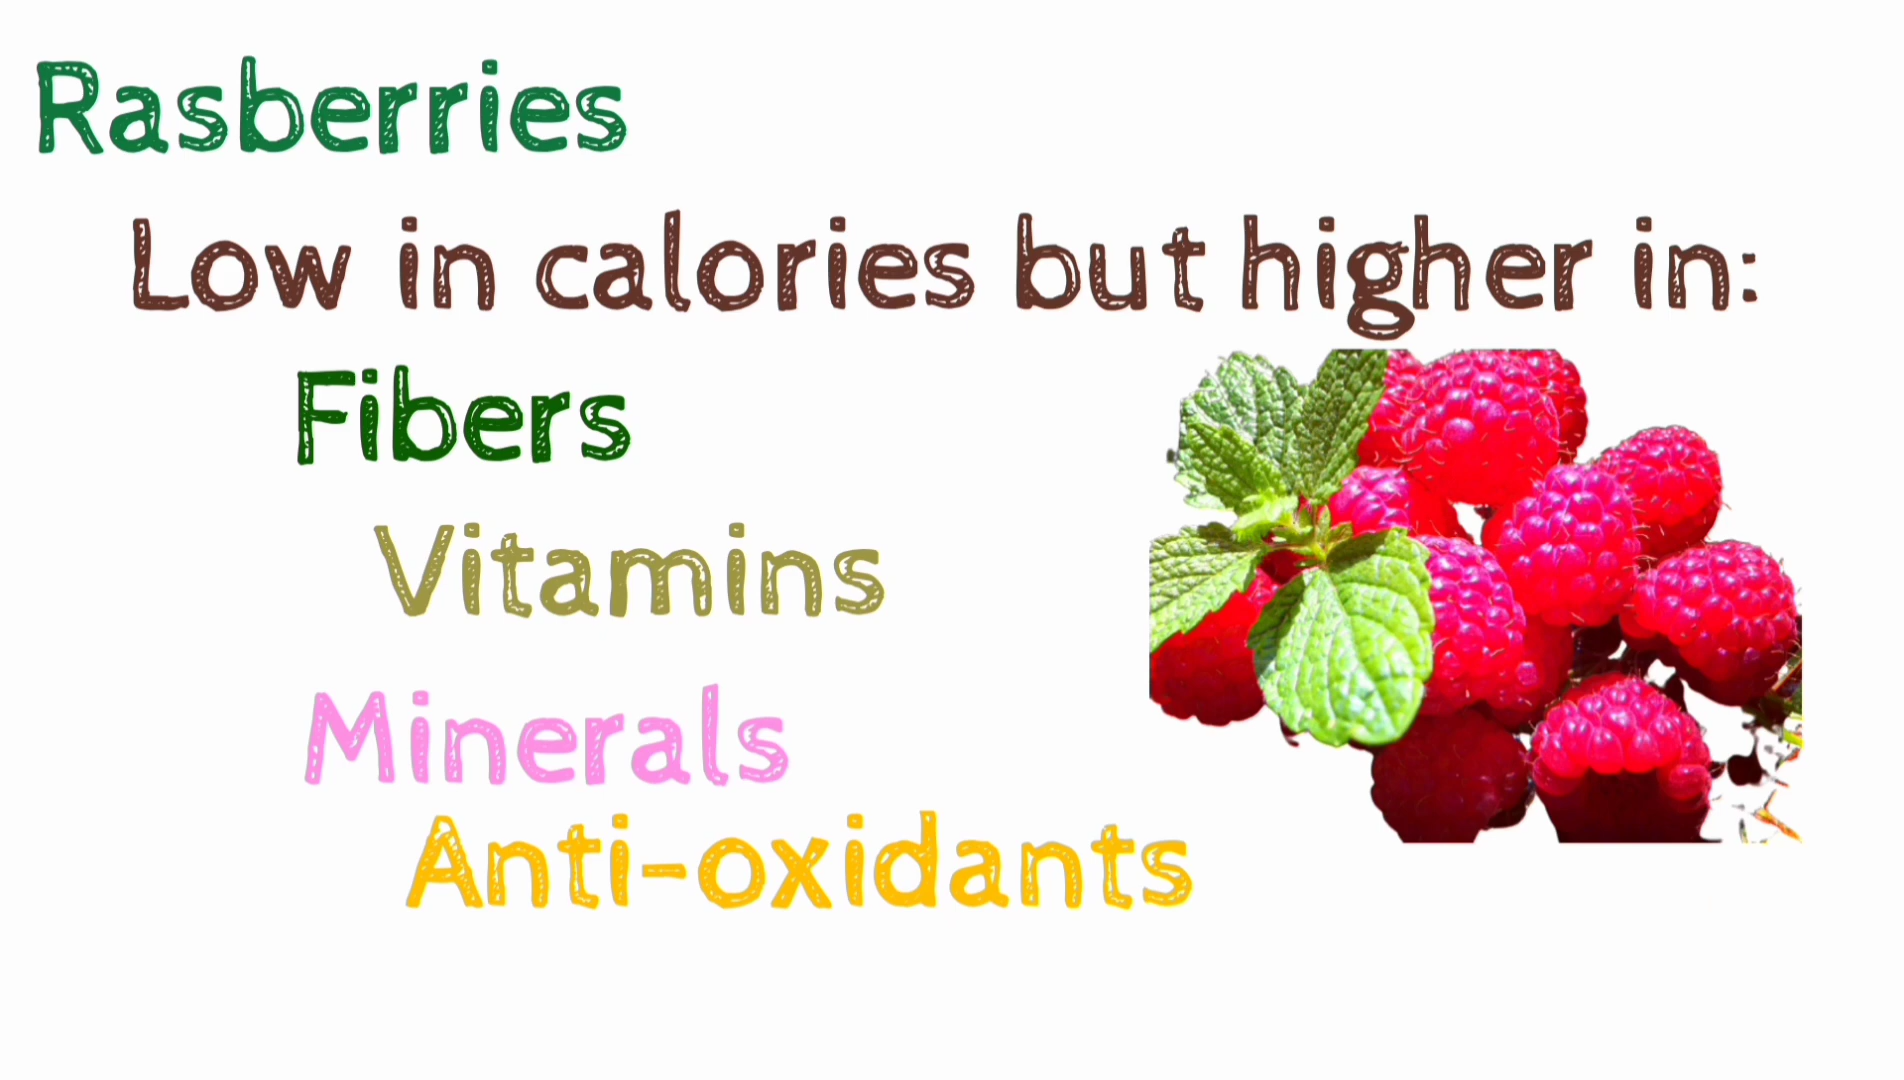 Rasberries
Low in calories but higher in:
Fibers
Vitamins
Minerals
Anti-oxidants